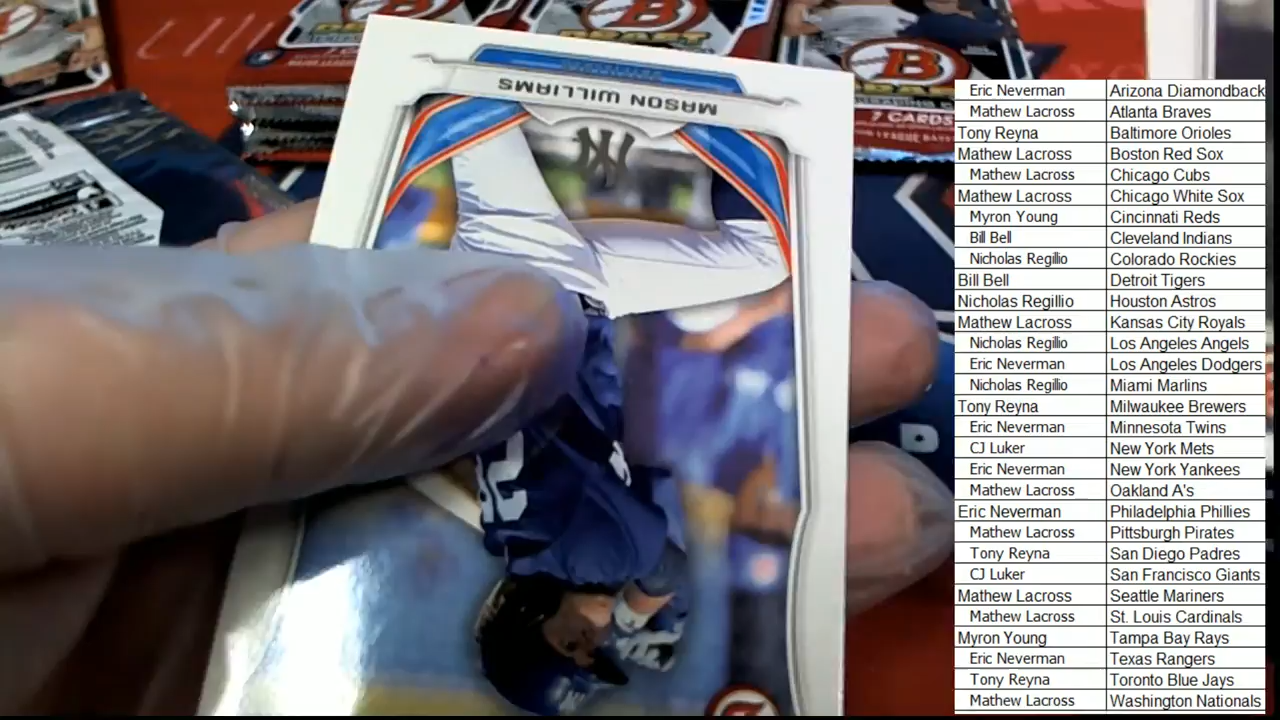 MASON WILLIAMS
7 CARDS
Eric Neverman Arizona Diamondback
Mathew Lacross Atlanta Braves
Tony Reyna Baltimore Orioles
Mathew Lacross Boston Red Sox
Mathew Lacross Chicago Cubs
Mathew Lacross Chicago White Sox
Myron Young Cincinnati Reds
Bill Bell Cleveland Indians
Nicholas Regillio Colorado Rockies
Bill Bell Detroit Tigers
Nicholas Regillio Houston Astros
Mathew Lacross Kansas City Royals
Nicholas Regillio Los Angeles Angels
Eric Neverman Los Angeles Dodgers
Nicholas Regillio Miami Marlins
Tony Reyna Milwaukee Brewers
Eric Neverman Minnesota Twins
CJ Luker New York Mets
Eric Neverman New York Yankees
Mathew Lacross Oakland A's
Eric Neverman Philadelphia Phillies
Mathew Lacross Pittsburgh Pirates
Tony Reyna San Diego Padres
CJ Luker San Francisco Giants
Mathew Lacross Seattle Mariners
Mathew Lacross St. Louis Cardinals
Myron Young Tampa Bay Rays
Eric Neverman Texas Rangers
Tony Reyna Toronto Blue Jays
Mathew Lacross Washington Nationals